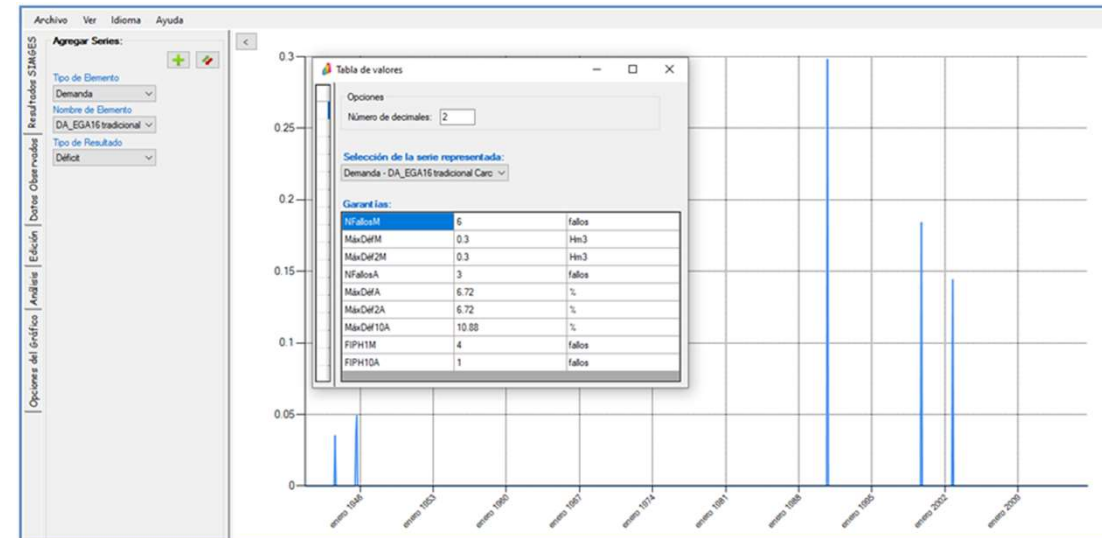 Archivo Ver Idioma Ayuda
Resultados SIMGES
Datos Observados
Edición
Análisis
Opciones del Gráfico
Agregar Series:
Tipo de Elemento
Demanda
Nombre de Elemento
DA_EGA16 tradicional
Tipo de Resultado
Déficit
<
0.3
0.25
0.2
0.15
0.1
0.05
0
Tabla de valores
Opciones
Número de decimales: 2
Selección de la serie representada:
Demanda - DA_EGA16 tradicional Carc
Garantías:
NFallosM 6 fallos
MáxDéfM 0.3 Hm3
MáxDéf2M 0.3 Hm3
NFallosA 3 fallos
MáxDéfA 6.72 %
MáxDéf2A 6.72 %
MáxDéf10A 10.88 %
FIPH1M 4 fallos
FIPH10A 1 fallos
enero 1946
enero 1953
enero 1960
enero 1967
enero 1974
enero 1981
enero 1988
enero 1995
enero 2002
enero 2009